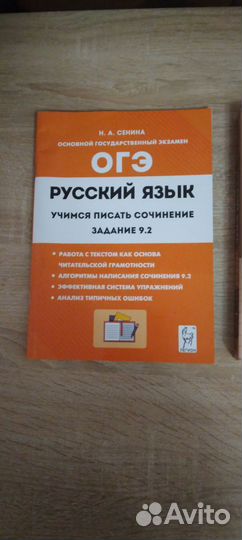 Н. А. СЕНИНА
ОСНОВНОЙ ГОСУДАРСТВЕННЫЙ ЭКЗАМЕН
ОГЭ
РУССКИЙ ЯЗЫК
УЧИМСЯ ПИСАТЬ СОЧИНЕНИЕ
ЗАДАНИЕ 9.2
• РАБОТА С ТЕКСТОМ КАК ОСНОВА
ЧИТАТЕЛЬСКОЙ ГРАМОТНОСТИ
• АЛГОРИТМЫ НАПИСАНИЯ СОЧИНЕНИЯ 9.2
• ЭФФЕКТИВНАЯ СИСТЕМА УПРАЖНЕНИЙ
• АНАЛИЗ ТИПИЧНЫХ ОШИБОК
ЛЕГИОН
Avito